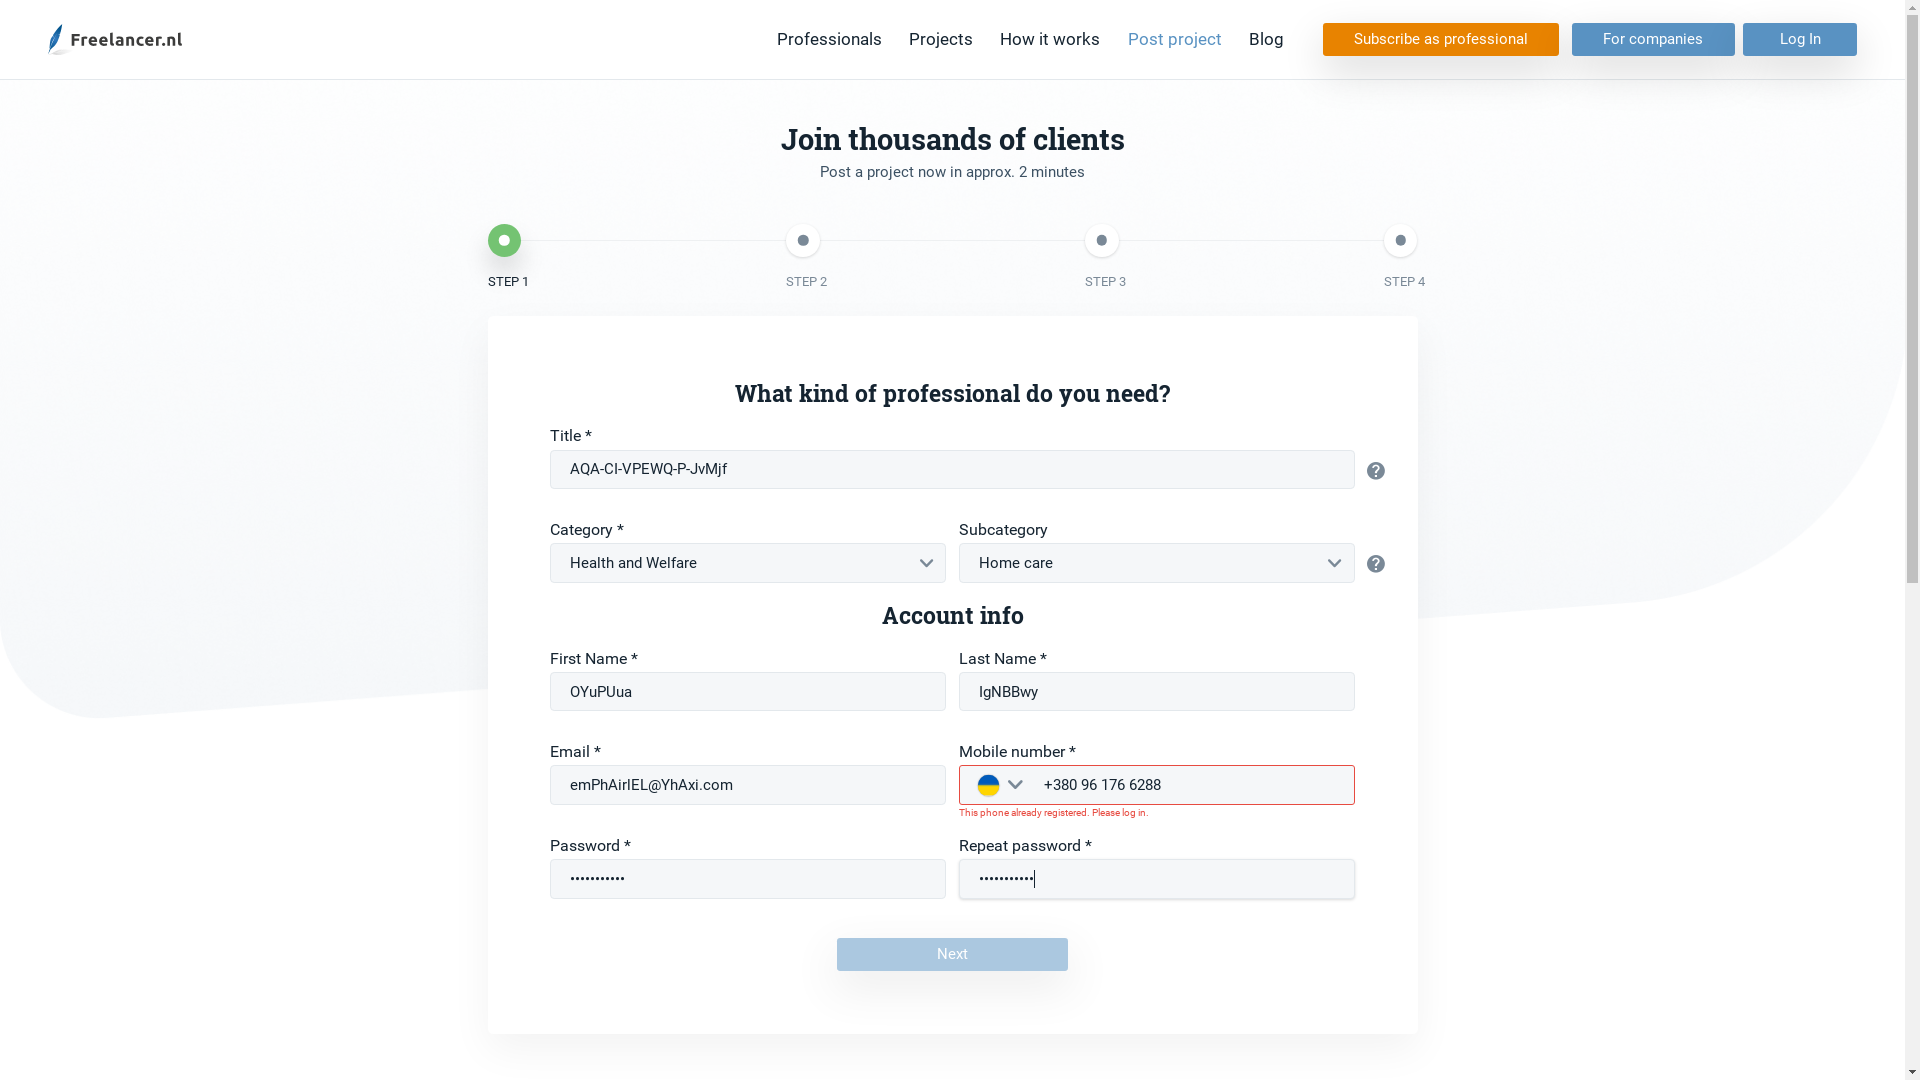 Freelancer.nl
Professionals Projects How it works Post project Blog Subscribe as professional For companies Log In
Join thousands of clients
Post a project now in approx. 2 minutes
STEP 1 STEP 2 STEP 3 STEP 4
What kind of professional do you need?
Title *
AQA-CI-VPEWQ-P-JvMjf
Category * Subcategory
Health and Welfare Home care
Account info
First Name * Last Name *
OYuPUua IgNBBwy
Email * Mobile number *
emPhAirIEL@YhAxi.com +380 96 176 6288
This phone already registered. Please log in.
Password * Repeat password *
••••••••••• •••••••••••
Next